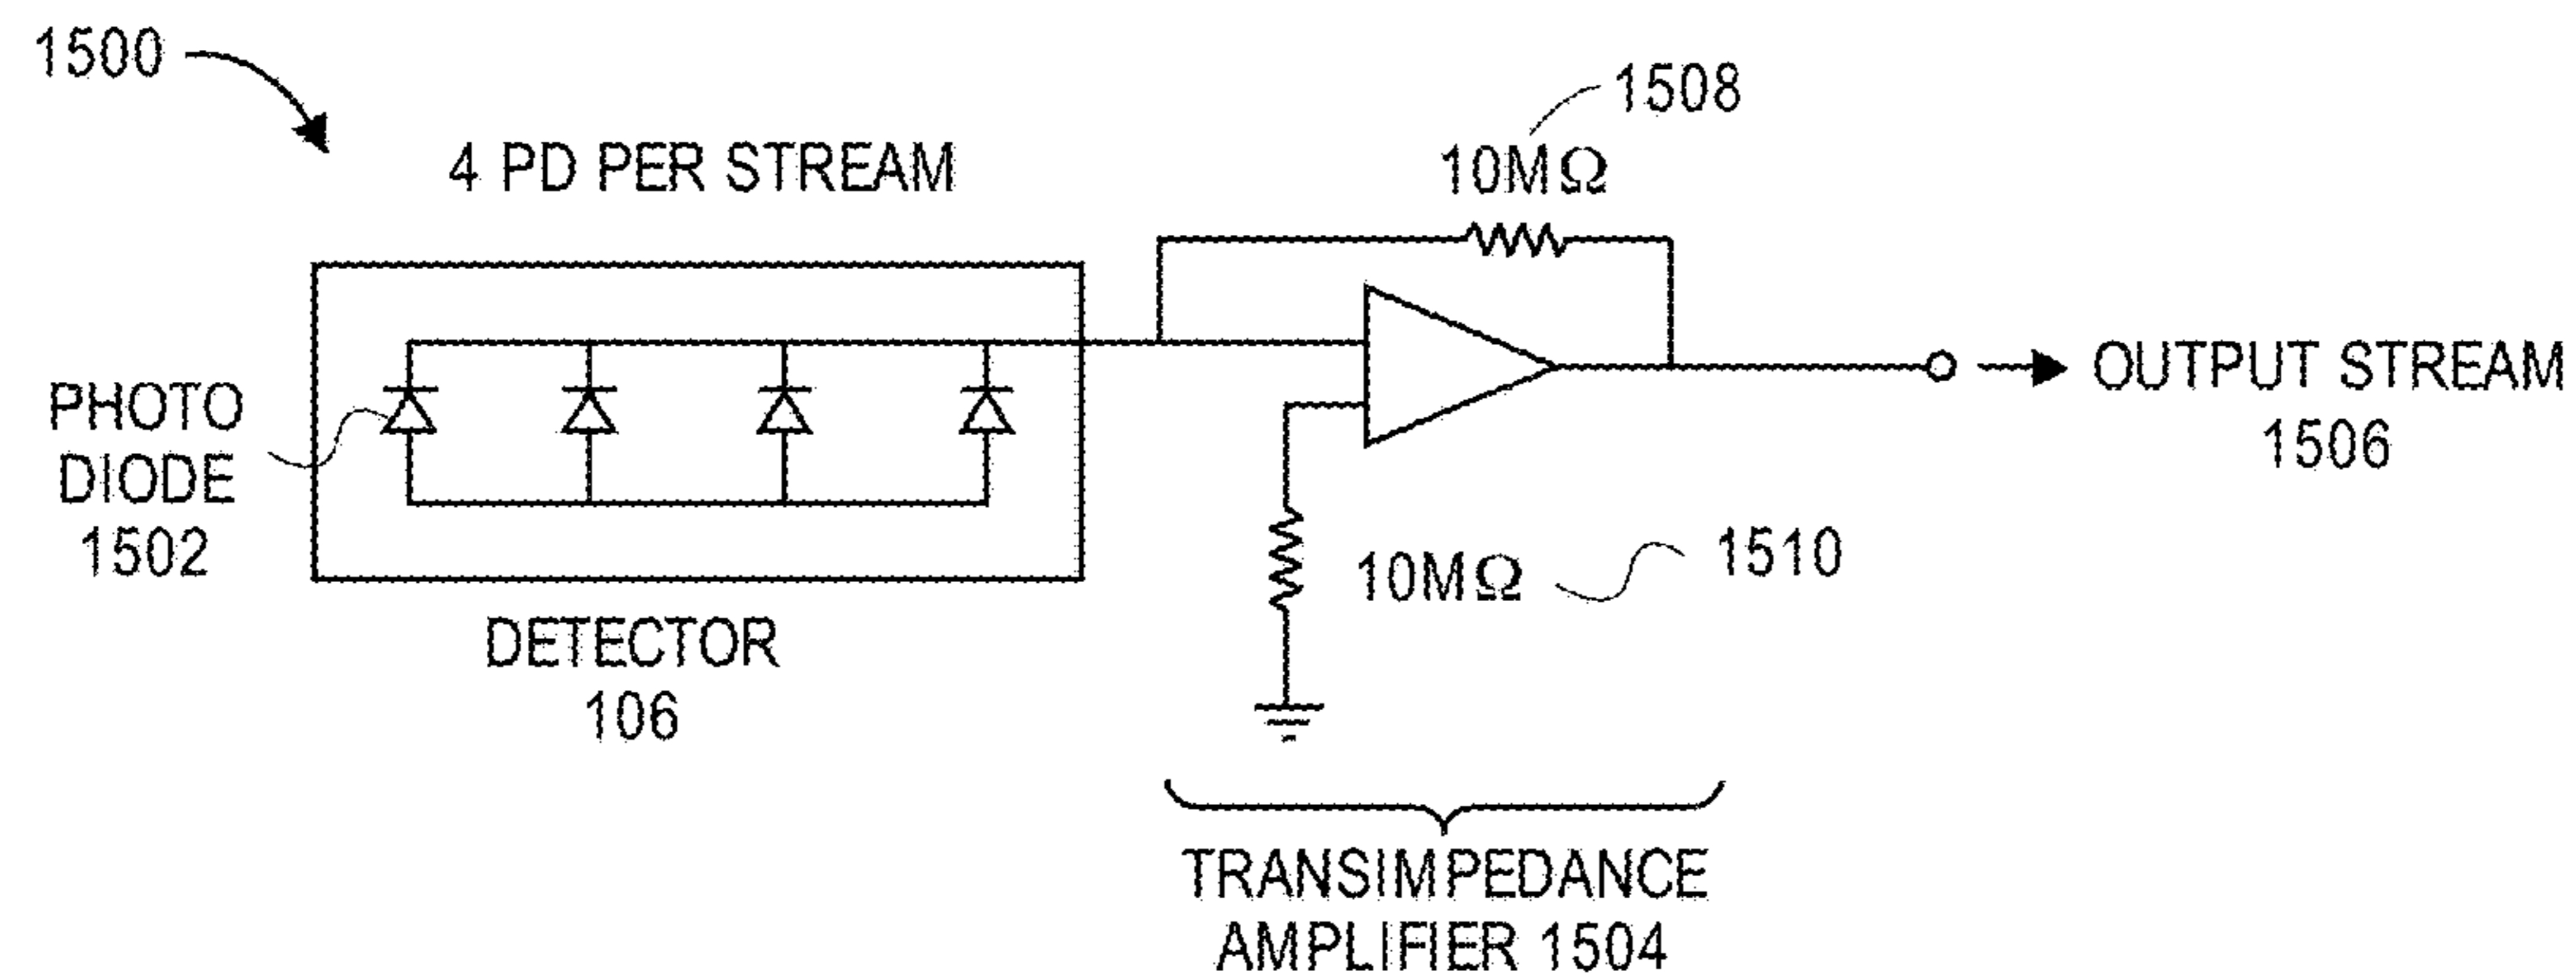 1500
4 PD PER STREAM
1508
10MΩ
PHOTO
DIODE
1502
OUTPUT STREAM
1506
10MΩ
1510
DETECTOR
106
TRANSIMPEDANCE
AMPLIFIER 1504